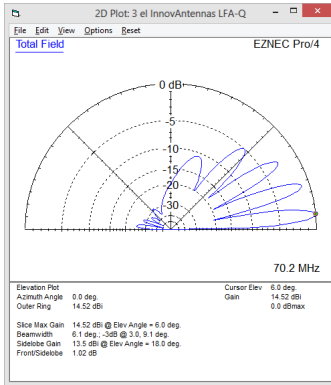 2D Plot: 3 el InnovAntennas LFA-Q
File Edit View Options Reset
Total Field EZNEC Pro/4
0 dB
-5
-10
-15
-20
-30
70.2 MHz
Elevation Plot Cursor Elev 6.0 deg.
Azimuth Angle 0.0 deg. Gain 14.52 dBi
Outer Ring 14.52 dBi 0.0 dBmax
Slice Max Gain 14.52 dBi @ Elev Angle = 6.0 deg.
Beamwidth 6.1 deg.; -3dB @ 3.0, 9.1 deg.
Sidelobe Gain 13.5 dBi @ Elev Angle = 18.0 deg.
Front/Sidelobe 1.02 dB